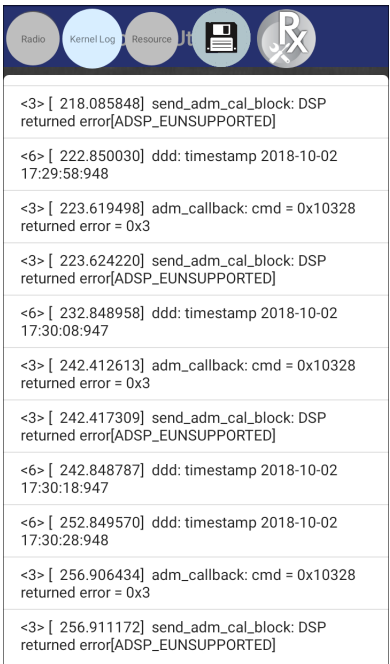 Radio
Kernel Log
Resource
Ut
Rx
<3> [  218.085848]  send_adm_cal_block: DSP
returned error[ADSP_EUNSUPPORTED]
<6> [  222.850030]  ddd: timestamp 2018-10-02
17:29:58:948
<3> [  223.619498]  adm_callback: cmd = 0x10328
returned error = 0x3
<3> [  223.624220]  send_adm_cal_block: DSP
returned error[ADSP_EUNSUPPORTED]
<6> [  232.848958]  ddd: timestamp 2018-10-02
17:30:08:947
<3> [  242.412613]  adm_callback: cmd = 0x10328
returned error = 0x3
<3> [  242.417309]  send_adm_cal_block: DSP
returned error[ADSP_EUNSUPPORTED]
<6> [  242.848787]  ddd: timestamp 2018-10-02
17:30:18:947
<6> [  252.849570]  ddd: timestamp 2018-10-02
17:30:28:948
<3> [  256.906434]  adm_callback: cmd = 0x10328
returned error = 0x3
<3> [  256.911172]  send_adm_cal_block: DSP
returned error[ADSP_EUNSUPPORTED]